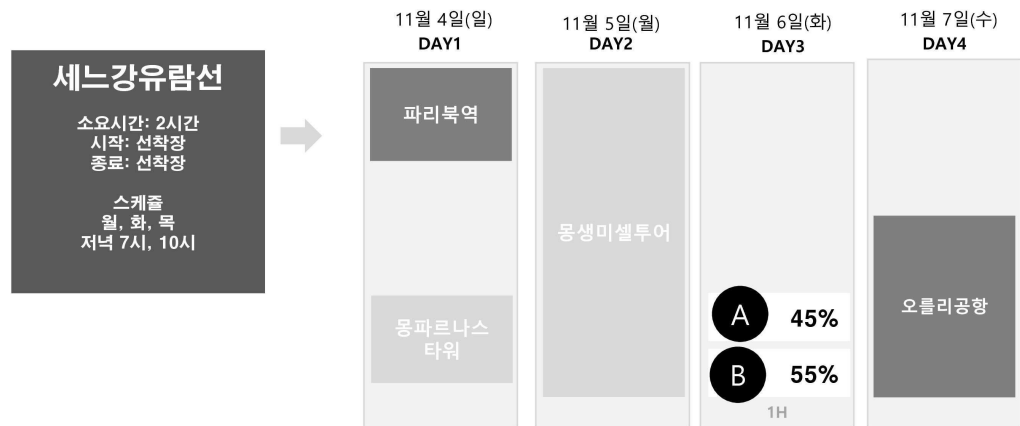 세느강유람선
소요시간: 2시간
시작: 선착장
종료: 선착장
스케쥴
월, 화, 목
저녁 7시, 10시
11월 4일(일)
DAY1
파리북역
몽파르나스
타워
11월 5일(월)
DAY2
몽생미셸투어
11월 6일(화)
DAY3
A 45%
B 55%
1H
11월 7일(수)
DAY4
오를리공항